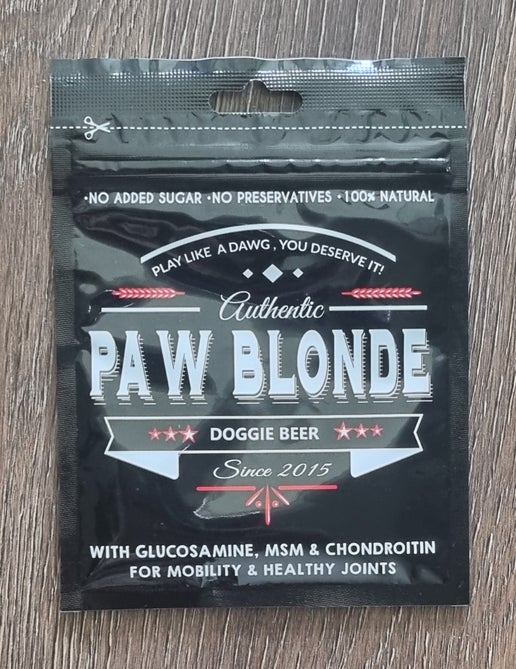 •NO ADDED SUGAR •NO PRESERVATIVES •100% NATURAL
PLAY LIKE A DAWG, YOU DESERVE IT!
Authentic
PAW BLONDE
DOGGIE BEER
Since 2015
WITH GLUCOSAMINE, MSM & CHONDROITIN
FOR MOBILITY & HEALTHY JOINTS